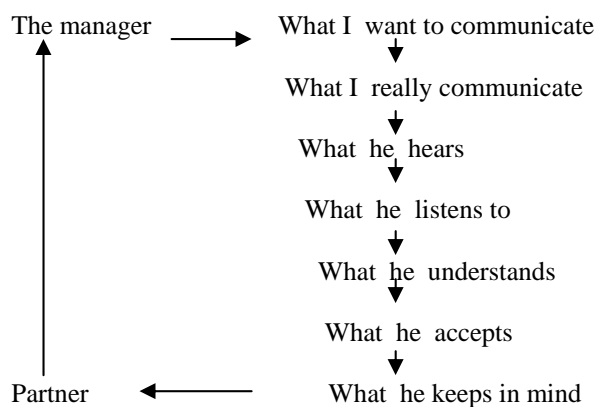 The manager What I want to communicate
What I really communicate
What he hears
What he listens to
What he understands
What he accepts
Partner What he keeps in mind